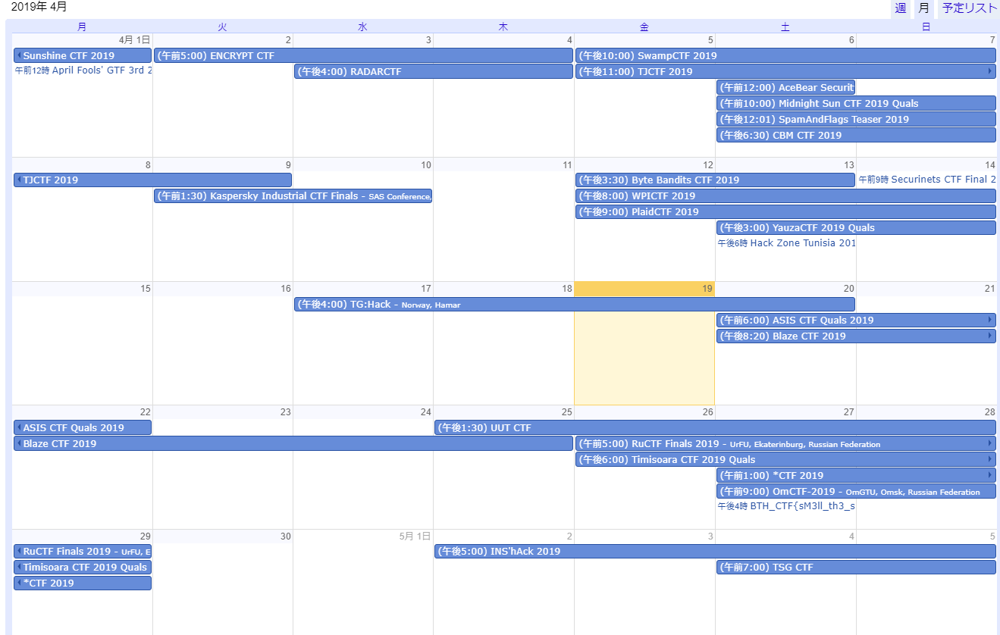 2019年 4月
週 月 予定リスト
月 火 水 木 金 土 日
4月 1日 2 3 4 5 6 7
Sunshine CTF 2019 (午前5:00) ENCRYPT CTF (午後10:00) SwampCTF 2019
午前12時 April Fools' GTF 3rd 2 (午後4:00) RADARCTF (午後11:00) TJCTF 2019
(午前12:00) AceBear Securit
(午前10:00) Midnight Sun CTF 2019 Quals
(午後12:01) SpamAndFlags Teaser 2019
(午後6:30) CBM CTF 2019
8 9 10 11 12 13 14
TJCTF 2019 (午後3:30) Byte Bandits CTF 2019 午前9時 Securinets CTF Final 2
(午前1:30) Kaspersky Industrial CTF Finals - SAS Conference, (午後8:00) WPICTF 2019
(午後9:00) PlaidCTF 2019
(午後3:00) YauzaCTF 2019 Quals
午後6時 Hack Zone Tunisia 201
15 16 17 18 19 20 21
(午後4:00) TG:Hack - Norway, Hamar
(午前6:00) ASIS CTF Quals 2019
(午後8:20) Blaze CTF 2019
22 23 24 25 26 27 28
ASIS CTF Quals 2019 (午後1:30) UUT CTF
Blaze CTF 2019 (午前5:00) RuCTF Finals 2019 - UrFU, Ekaterinburg, Russian Federation
(午後6:00) Timisoara CTF 2019 Quals
(午前1:00) *CTF 2019
(午前9:00) OmCTF-2019 - OmGTU, Omsk, Russian Federation
午後4時 BTH_CTF{sM3ll_th3_s
29 30 5月 1日 2 3 4 5
RuCTF Finals 2019 - UrFU, E (午後5:00) INS'hAck 2019
Timisoara CTF 2019 Quals (午前7:00) TSG CTF
*CTF 2019